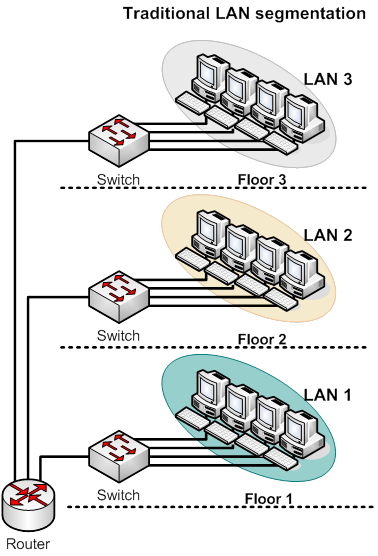 Traditional LAN segmentation
LAN 3
Switch
Floor 3
LAN 2
Switch
Floor 2
LAN 1
Switch
Floor 1
Router